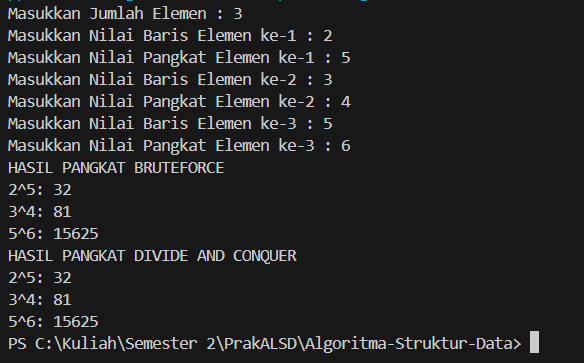 Masukkan Jumlah Elemen : 3
Masukkan Nilai Baris Elemen ke-1 : 2
Masukkan Nilai Pangkat Elemen ke-1 : 5
Masukkan Nilai Baris Elemen ke-2 : 3
Masukkan Nilai Pangkat Elemen ke-2 : 4
Masukkan Nilai Baris Elemen ke-3 : 5
Masukkan Nilai Pangkat Elemen ke-3 : 6
HASIL PANGKAT BRUTEFORCE
2^5: 32
3^4: 81
5^6: 15625
HASIL PANGKAT DIVIDE AND CONQUER
2^5: 32
3^4: 81
5^6: 15625
PS C:\Kuliah\Semester 2\PrakALSD\Algoritma-Struktur-Data>